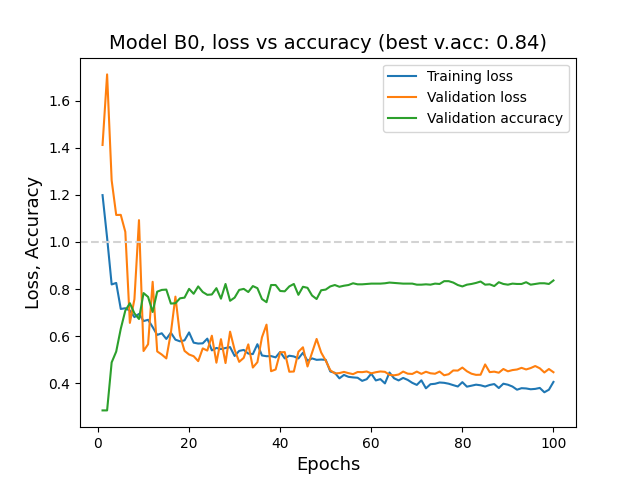 Model B0, loss vs accuracy (best v.acc: 0.84)
Training loss
Validation loss
Validation accuracy
Loss, Accuracy
1.6
1.4
1.2
1.0
0.8
0.6
0.4
0 20 40 60 80 100
Epochs